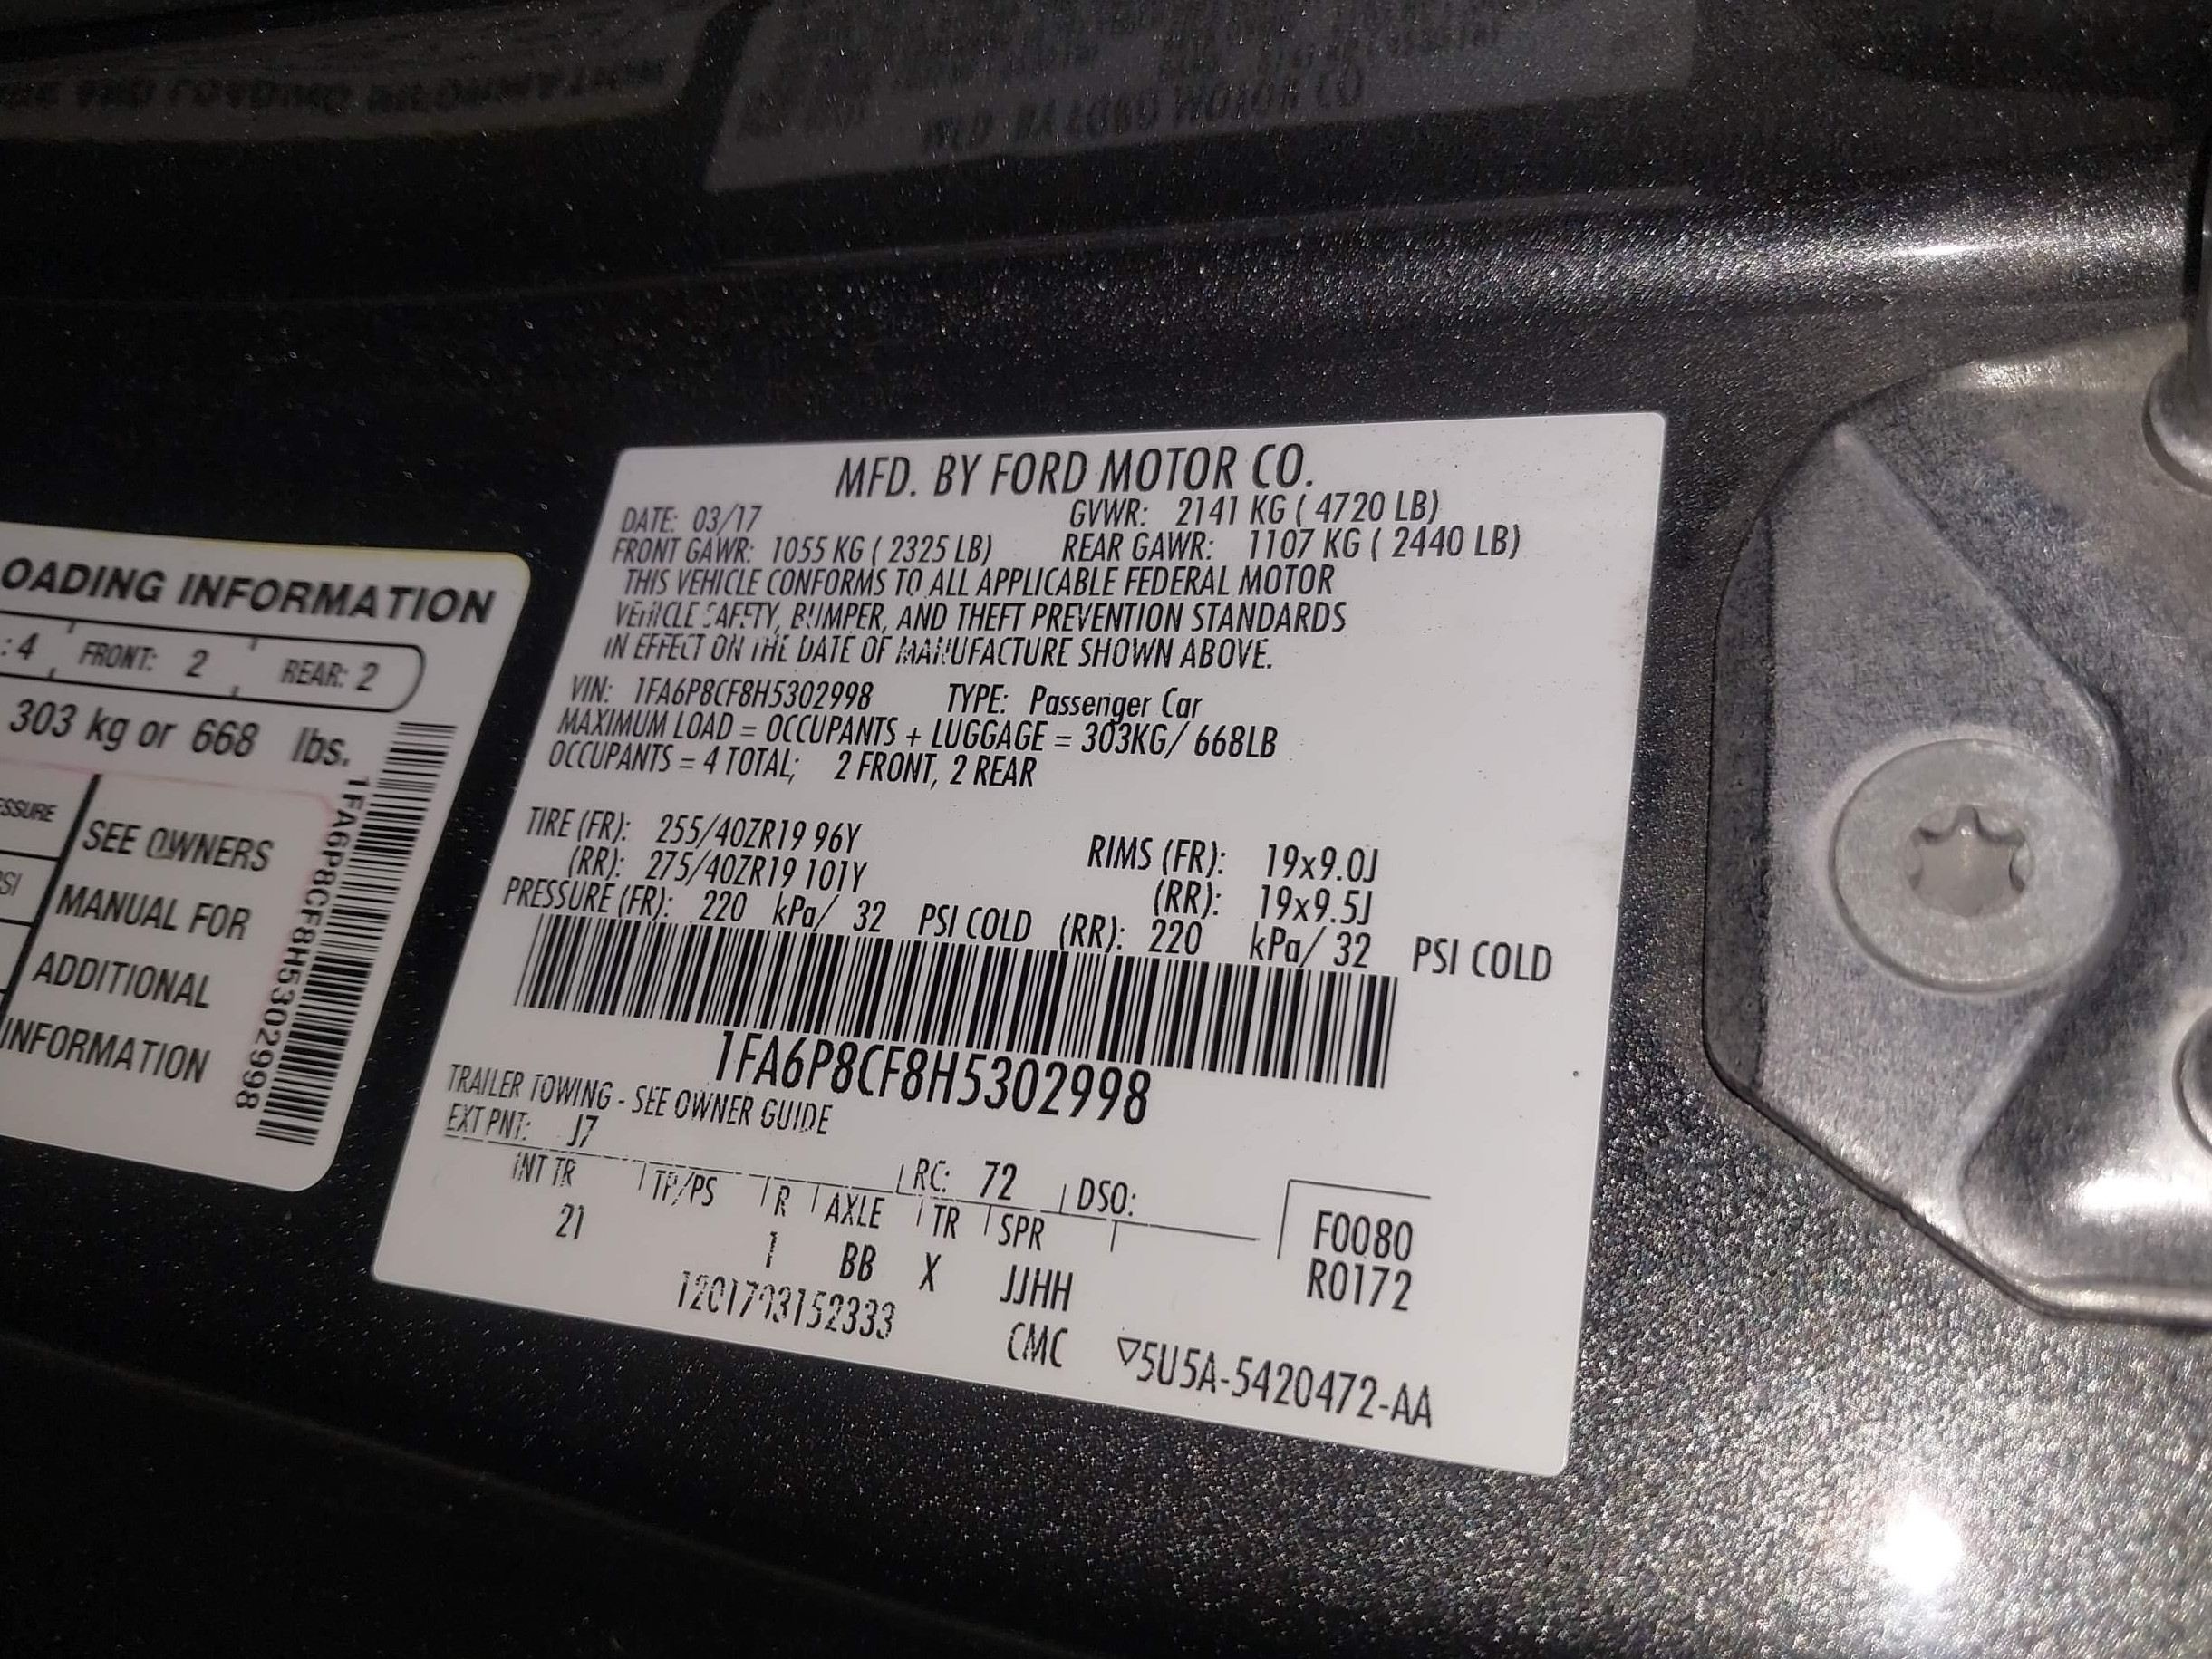 OADING INFORMATION
: 4 FRONT: 2 REAR: 2
303 kg or 668 lbs.
ESSURE
SI
SEE OWNERS
MANUAL FOR
ADDITIONAL
INFORMATION
1FA6P8CF8H5302998
MFD. BY FORD MOTOR CO.
DATE: 03/17 GVWR: 2141 KG ( 4720 LB)
FRONT GAWR: 1055 KG ( 2325 LB) REAR GAWR: 1107 KG ( 2440 LB)
THIS VEHICLE CONFORMS TO ALL APPLICABLE FEDERAL MOTOR
VEHICLE SAFETY, BUMPER, AND THEFT PREVENTION STANDARDS
IN EFFECT ON THE DATE OF MANUFACTURE SHOWN ABOVE.
VIN: 1FA6P8CF8H5302998 TYPE: Passenger Car
MAXIMUM LOAD = OCCUPANTS + LUGGAGE = 303KG/ 668LB
OCCUPANTS = 4 TOTAL; 2 FRONT, 2 REAR
TIRE (FR): 255/40ZR19 96Y RIMS (FR): 19x9.0J
(RR): 275/40ZR19 101Y (RR): 19x9.5J
PRESSURE (FR): 220 kPa/ 32 PSI COLD (RR): 220 kPa/ 32 PSI COLD
1FA6P8CF8H5302998
TRAILER TOWING - SEE OWNER GUIDE
EXT PNT: J7 RC: 72 DSO:
INT TR TP/PS R AXLE TR SPR F0080
21 1 BB X JJHH R0172
1201703152333 CMC ▽5U5A-5420472-AA